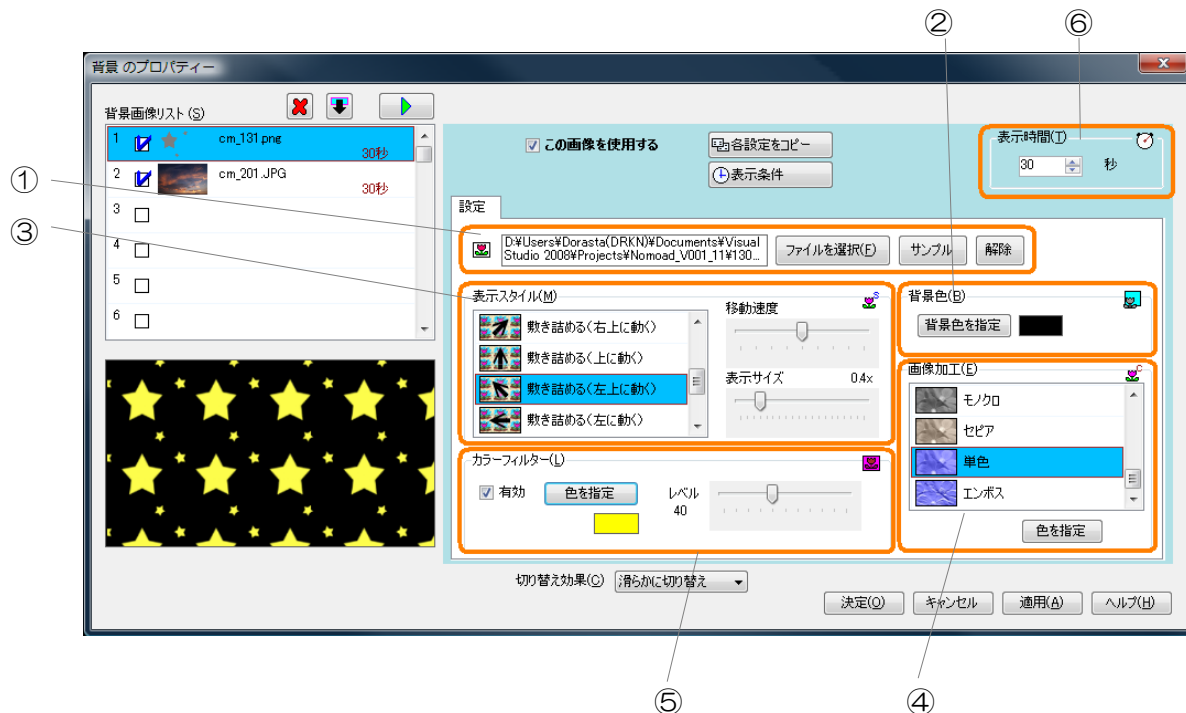 ② ⑥
背景 のプロパティー
背景画像リスト(S)
1 cm_131.png
30秒
2 cm_201.JPG
30秒
3
4
5
6
この画像を使用する
各設定をコピー
表示条件
表示時間(T)
30 秒
①
③
設定
D:¥Users¥Dorasta(DRKN)¥Documents¥Visual
Studio 2008¥Projects¥Nomoad_V001_11¥130...
ファイルを選択(F) サンプル 解除
表示スタイル(M)
敷き詰める(右上に動く)
敷き詰める(上に動く)
敷き詰める(左上に動く)
敷き詰める(左に動く)
S
移動速度
表示サイズ 0.4x
背景色(B)
背景色を指定
画像加工(E)
C
モノクロ
セピア
単色
エンボス
色を指定
カラーフィルター(L)
有効 色を指定 レベル
40
切り替え効果(C) 滑らかに切り替え
決定(O) キャンセル 適用(A) ヘルプ(H)
⑤ ④